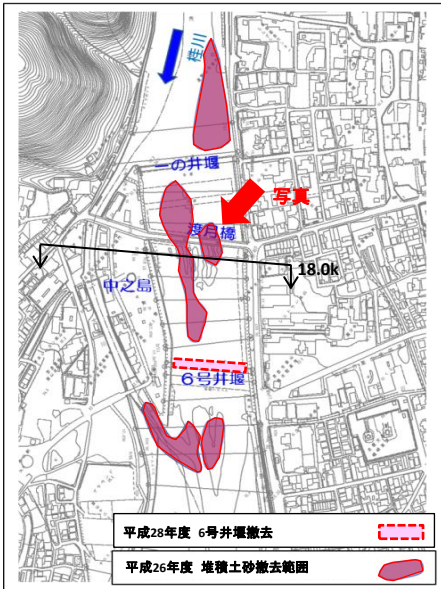 桂川
一の井堰
写真
渡月橋
18.0k
中之島
6号井堰
平成28年度 6号井堰撤去
平成26年度 堆積土砂撤去範囲